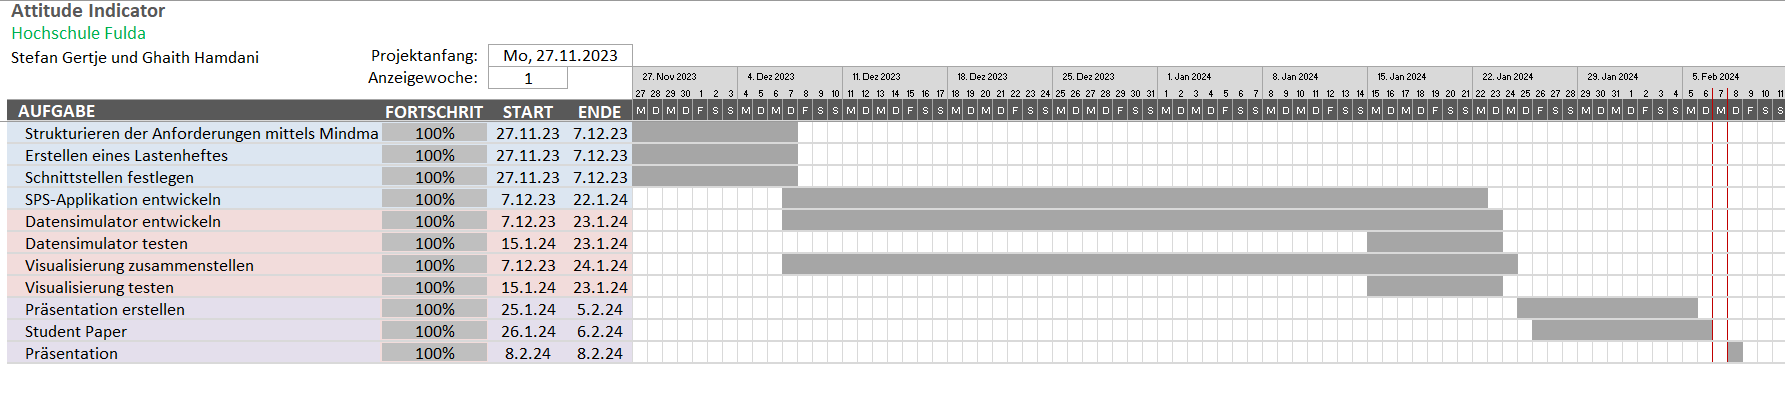 Attitude Indicator
Hochschule Fulda
Stefan Gertje und Ghaith Hamdani
Projektanfang: Mo, 27.11.2023
Anzeigewoche: 1
27. Nov 2023 4. Dez 2023 11. Dez 2023 18. Dez 2023 25. Dez 2023 1. Jan 2024 8. Jan 2024 15. Jan 2024 22. Jan 2024 29. Jan 2024 5. Feb 2024
27 28 29 30 1 2 3 4 5 6 7 8 9 10 11 12 13 14 15 16 17 18 19 20 21 22 23 24 25 26 27 28 29 30 31 1 2 3 4 5 6 7 8 9 10 11 12 13 14 15 16 17 18 19 20 21 22 23 24 25 26 27 28 29 30 31 1 2 3 4 5 6 7 8 9 10 11
AUFGABE FORTSCHRIT START ENDE M D M D F S S M D M D F S S M D M D F S S M D M D F S S M D M D F S S M D M D F S S M D M D F S S M D M D F S S M D M D F S S M D M D F S S M D M D F S S
Strukturieren der Anforderungen mittels Mindma 100% 27.11.23 7.12.23
Erstellen eines Lastenheftes 100% 27.11.23 7.12.23
Schnittstellen festlegen 100% 27.11.23 7.12.23
SPS-Applikation entwickeln 100% 7.12.23 22.1.24
Datensimulator entwickeln 100% 7.12.23 23.1.24
Datensimulator testen 100% 15.1.24 23.1.24
Visualisierung zusammenstellen 100% 7.12.23 24.1.24
Visualisierung testen 100% 15.1.24 23.1.24
Präsentation erstellen 100% 25.1.24 5.2.24
Student Paper 100% 26.1.24 6.2.24
Präsentation 100% 8.2.24 8.2.24